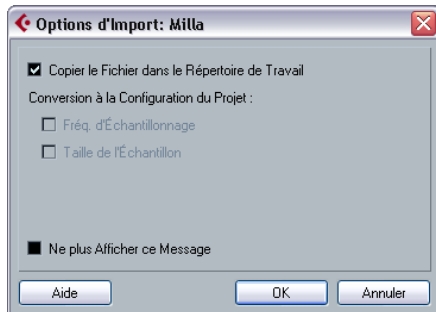 Options d'Import: Milla
Copier le Fichier dans le Répertoire de Travail
Conversion à la Configuration du Projet :
Fréq. d'Échantillonnage
Taille de l'Échantillon
Ne plus Afficher ce Message
Aide
OK
Annuler